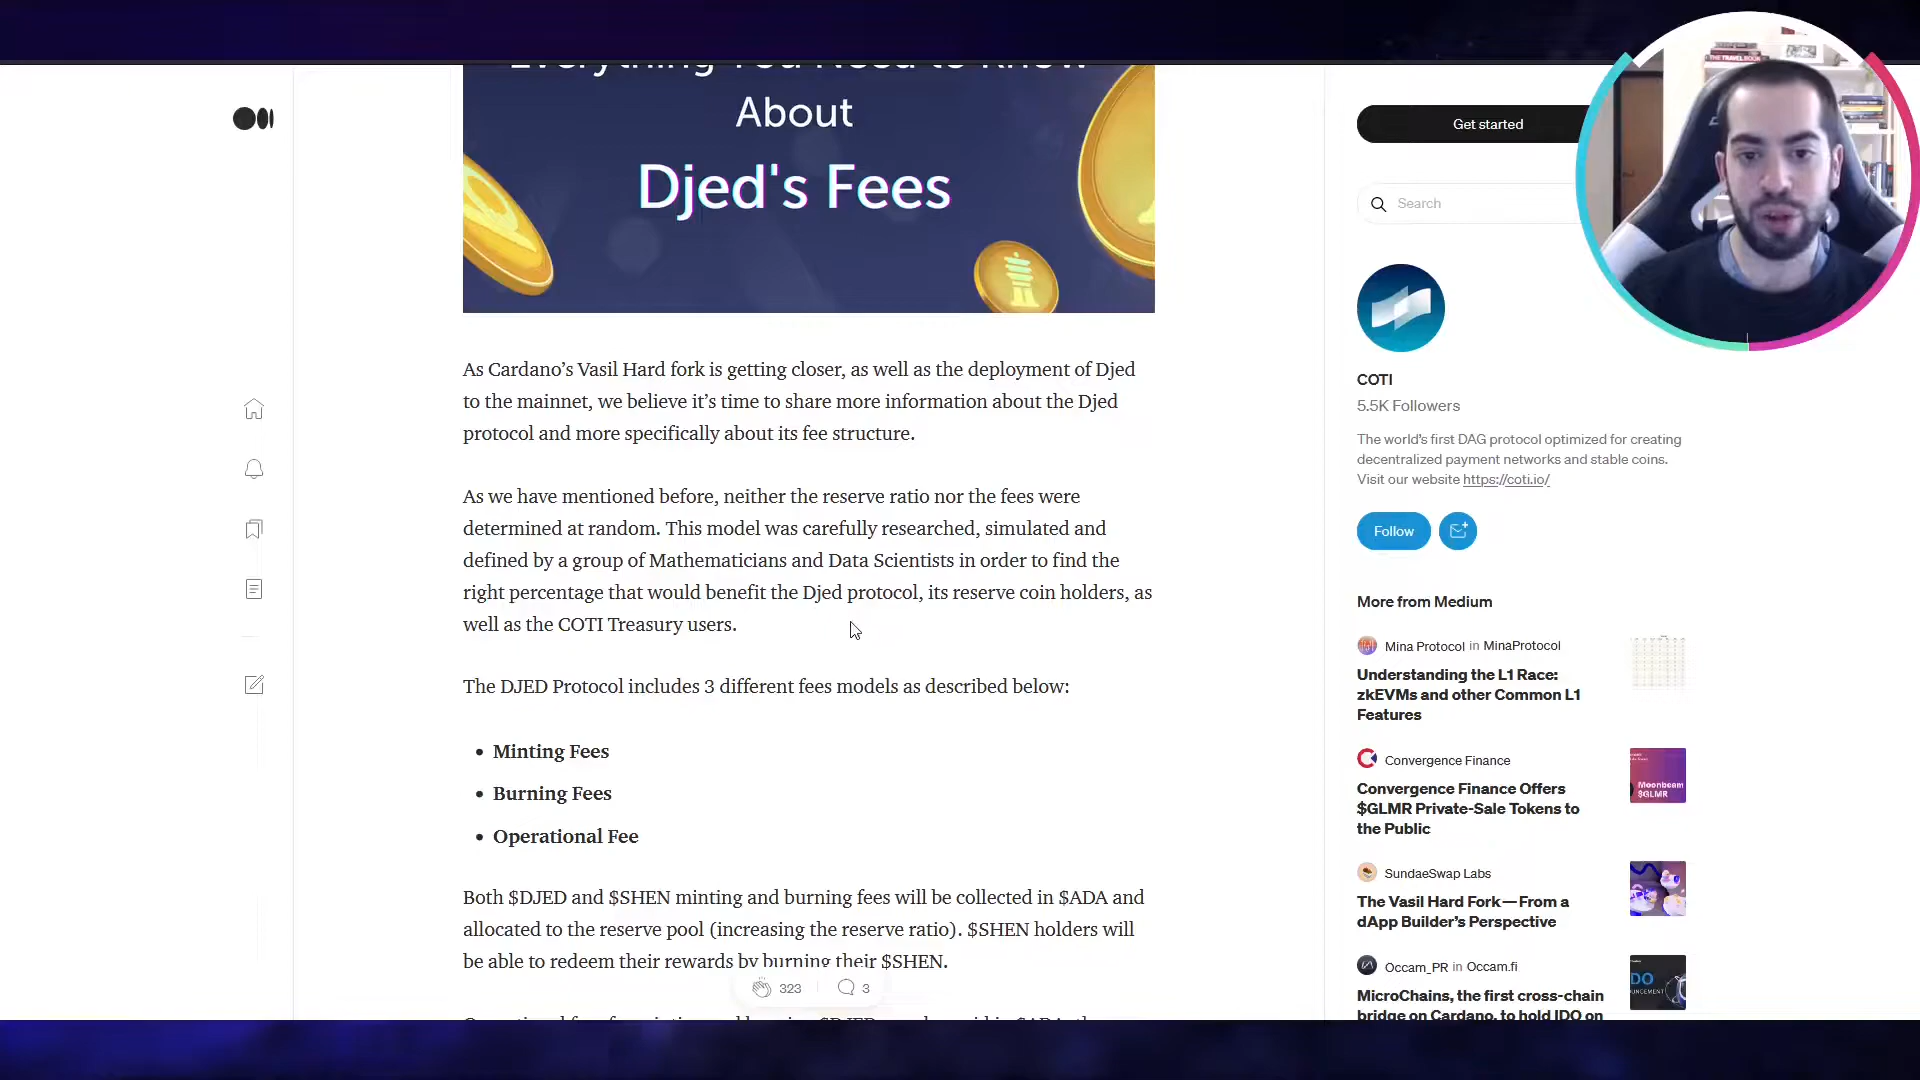 Everything You Need to Know
About
Djed's Fees
As Cardano’s Vasil Hard fork is getting closer, as well as the deployment of Djed
to the mainnet, we believe it’s time to share more information about the Djed
protocol and more specifically about its fee structure.
As we have mentioned before, neither the reserve ratio nor the fees were
determined at random. This model was carefully researched, simulated and
defined by a group of Mathematicians and Data Scientists in order to find the
right percentage that would benefit the Djed protocol, its reserve coin holders, as
well as the COTI Treasury users.
The DJED Protocol includes 3 different fees models as described below:
• Minting Fees
• Burning Fees
• Operational Fee
Both $DJED and $SHEN minting and burning fees will be collected in $ADA and
allocated to the reserve pool (increasing the reserve ratio). $SHEN holders will
be able to redeem their rewards by burning their $SHEN.
323
3
Get started
Search
COTI
5.5K Followers
The world’s first DAG protocol optimized for creating
decentralized payment networks and stable coins.
Visit our website https://coti.io/
Follow
More from Medium
Mina Protocol in MinaProtocol
Understanding the L1 Race:
zkEVMs and other Common L1
Features
Convergence Finance
Convergence Finance Offers
$GLMR Private-Sale Tokens to
the Public
Moonbeam
$GLMR
SundaeSwap Labs
The Vasil Hard Fork — From a
dApp Builder’s Perspective
Occam_PR in Occam.fi
MicroChains, the first cross-chain
bridge on Cardano, to hold IDO on